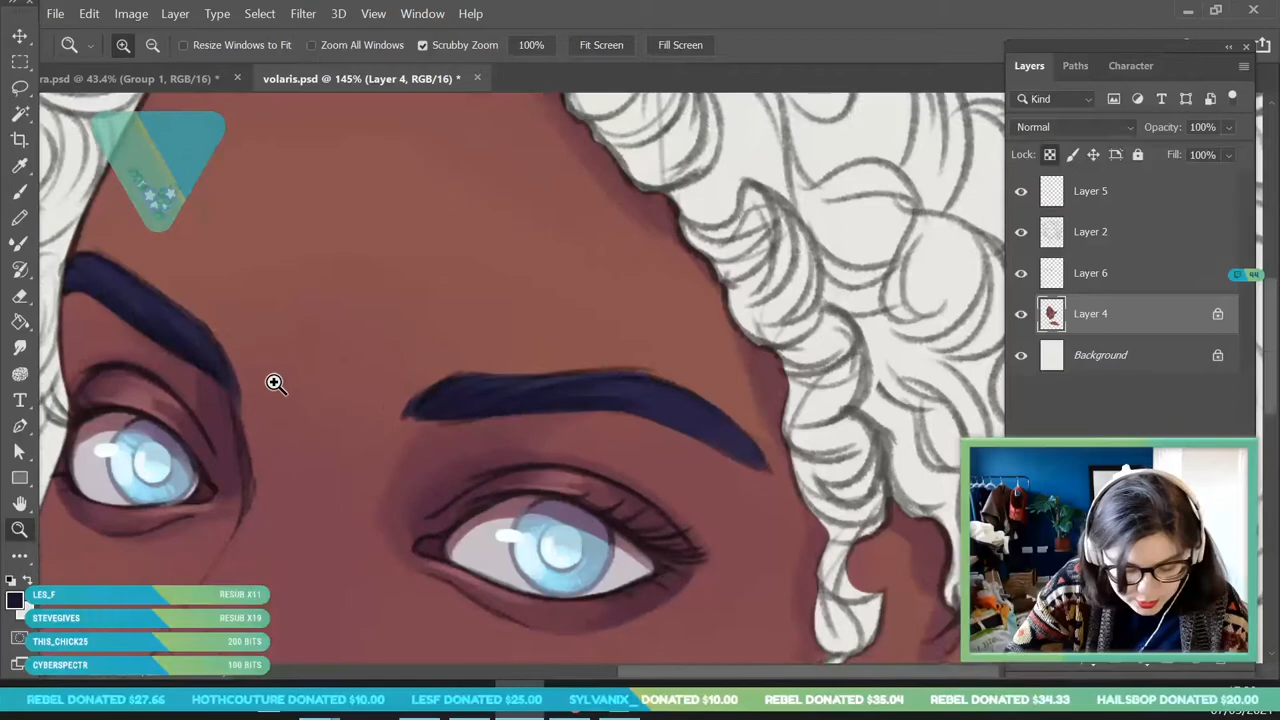 File Edit Image Layer Type Select Filter 3D View Window Help
Resize Windows to Fit Zoom All Windows Scrubby Zoom 100% Fit Screen Fill Screen
ra.psd @ 43.4% (Group 1, RGB/16) * × volaris.psd @ 145% (Layer 4, RGB/16) * ×
Layers Paths Character
Kind
Normal Opacity: 100%
Lock: Fill: 100%
Layer 5
Layer 2
Layer 6
44
Layer 4
Background
LES_F RESUB X11
STEVEGIVES RESUB X19
THIS_CHICK25 200 BITS
CYBERSPECTR 100 BITS
REBEL DONATED $27.66 HOTHCOUTURE DONATED $10.00 LESF DONATED $25.00 SYLVANIX_ DONATED $10.00 REBEL DONATED $35.04 REBEL DONATED $34.33 HAILSBOP DONATED $20.00